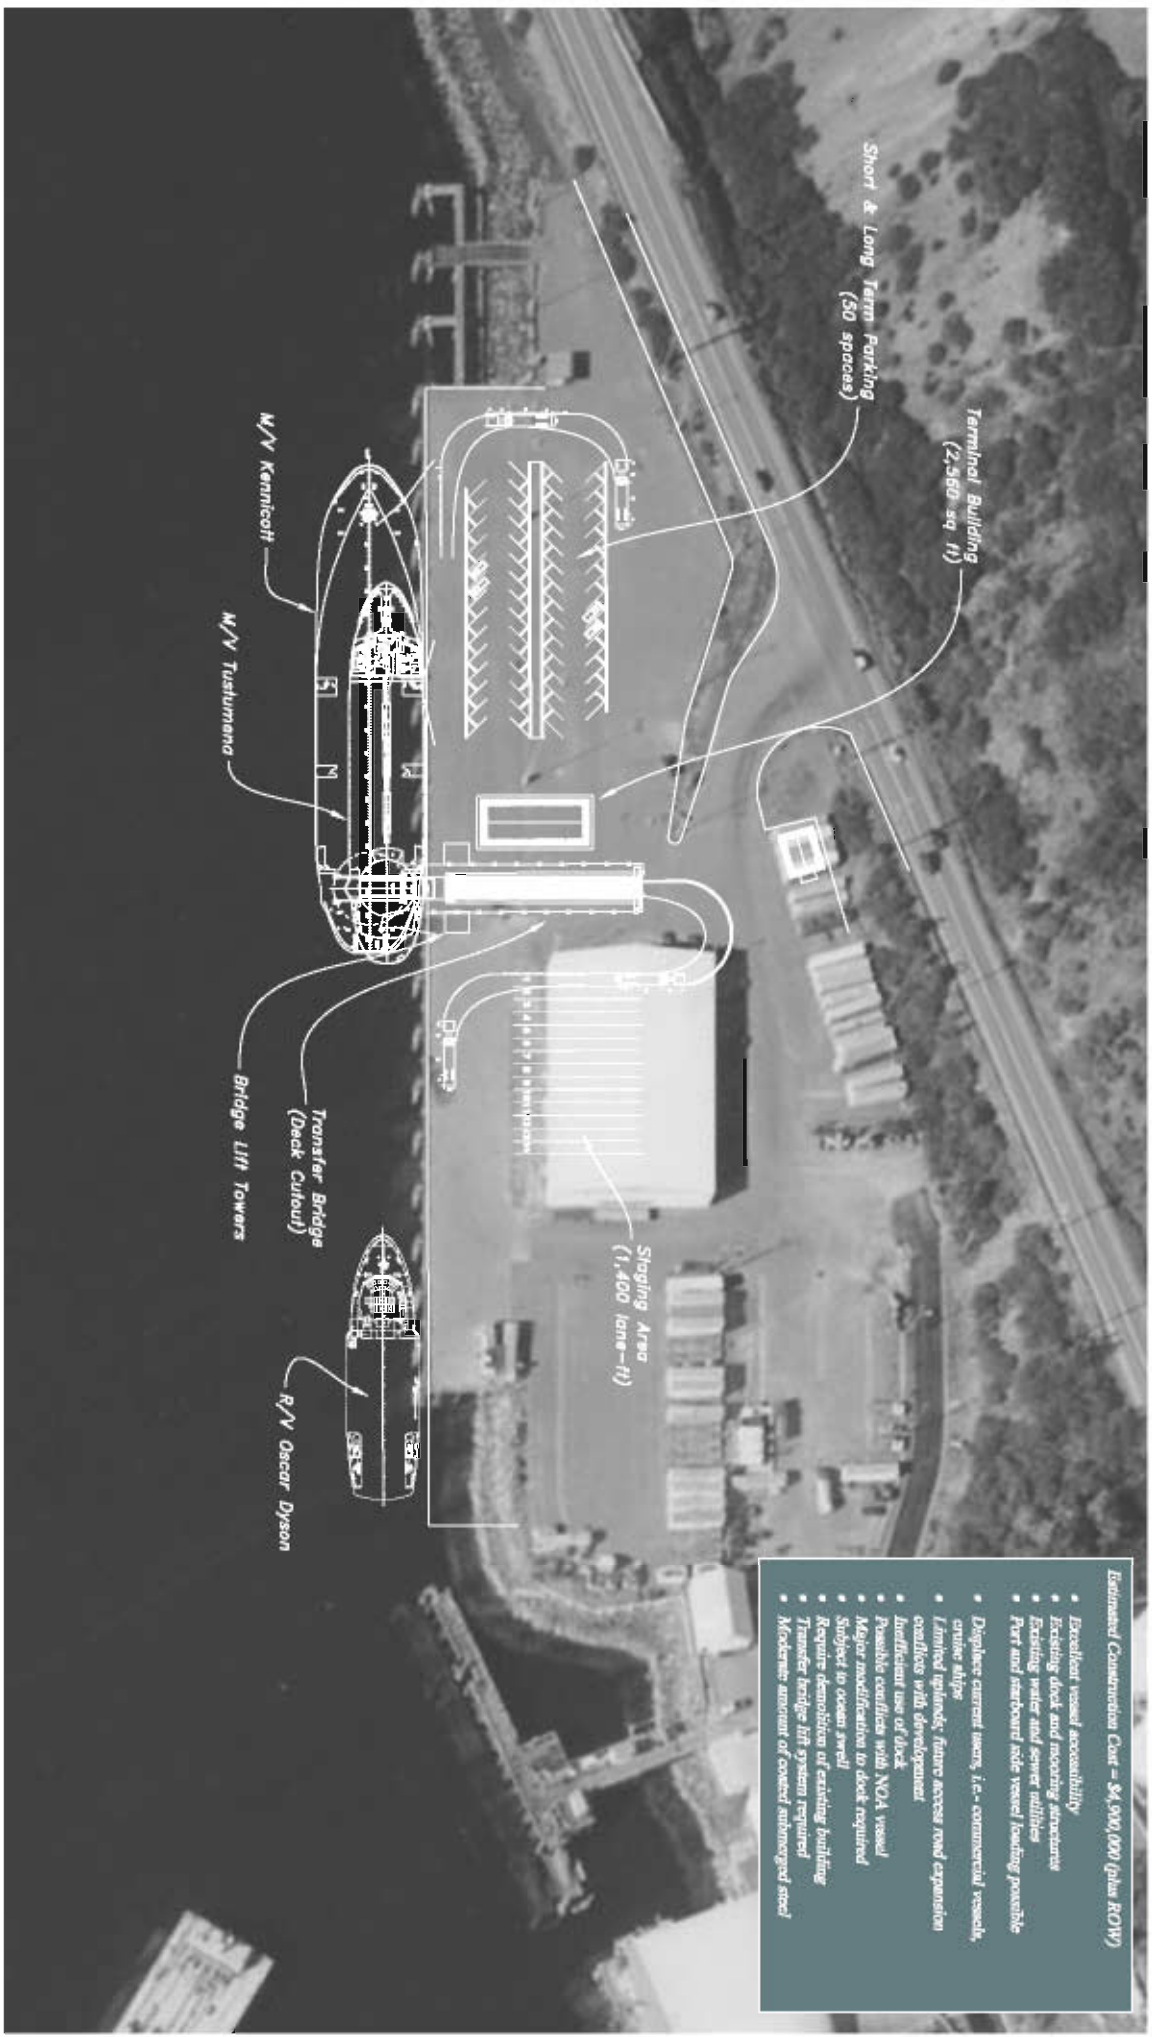 Estimated Construction Cost – $4,900,000 (plus ROW)
• Excellent vessel accessibility
• Existing dock and mooring structures
• Existing water and sewer utilities
• Port and starboard side vessel loading possible
• Displace current users, i.e.- commercial vessels,
cruise ships
• Limited uplands; future access road expansion
conflicts with development
• Inefficient use of dock
• Possible conflicts with NOA vessel
• Major modification to dock required
• Subject to ocean swell
• Require demolition of existing building
• Transfer bridge lift system required
• Moderate amount of coated submerged steel
Short & Long Term Parking
(50 spaces)
Terminal Building
(2,560 sq ft)
Staging Area
(1,400 lane-ft)
M/V Kennicott
M/V Tustumena
Transfer Bridge
(Deck Cutout)
Bridge Lift Towers
R/V Oscar Dyson